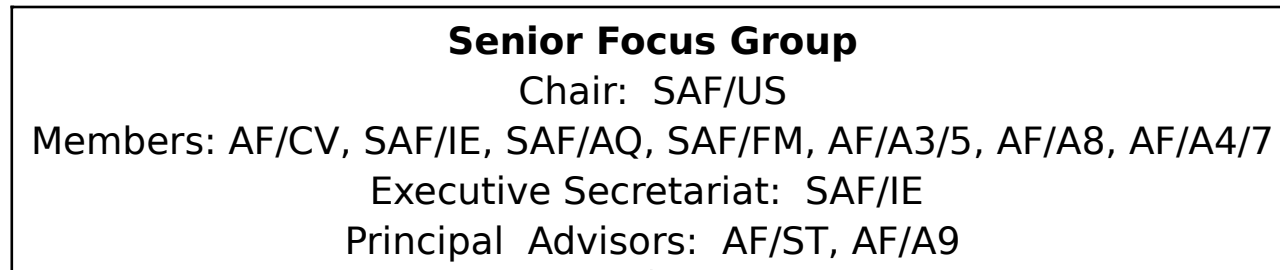 Senior Focus Group
Chair:  SAF/US
Members: AF/CV, SAF/IE, SAF/AQ, SAF/FM, AF/A3/5, AF/A8, AF/A4/7
Executive Secretariat:  SAF/IE
Principal  Advisors:  AF/ST, AF/A9